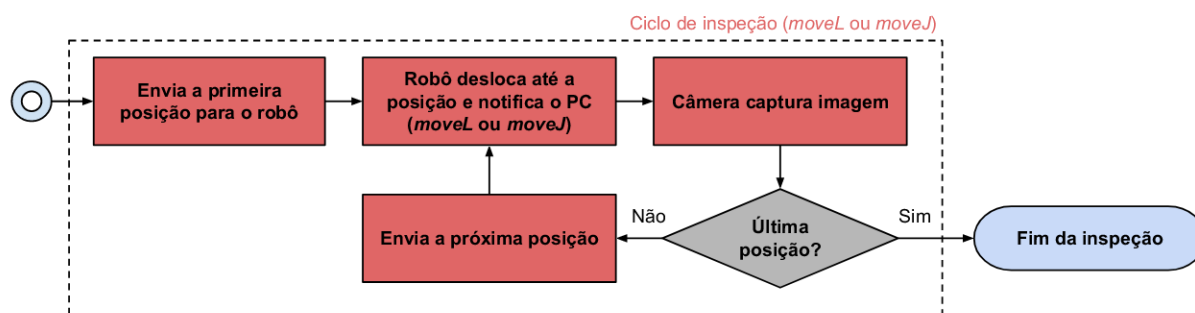 Ciclo de inspeção (moveL ou moveJ)
Envia a primeira
posição para o robô
Robô desloca até a
posição e notifica o PC
(moveL ou moveJ)
Câmera captura imagem
Envia a próxima posição
Não
Última
posição?
Sim
Fim da inspeção